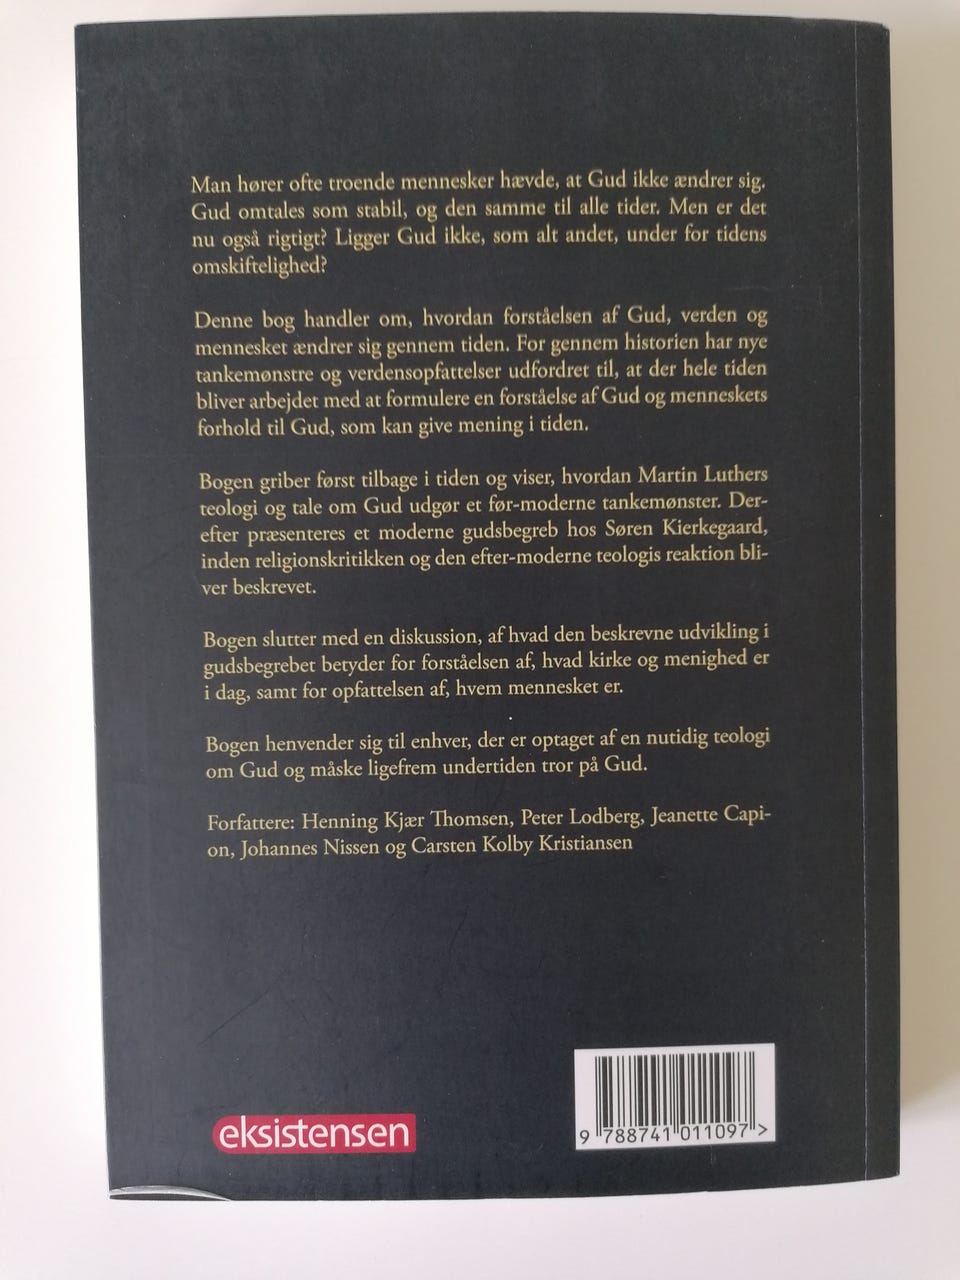 Man hører ofte troende mennesker hævde, at Gud ikke ændrer sig.
Gud omtales som stabil, og den samme til alle tider. Men er det
nu også rigtigt? Ligger Gud ikke, som alt andet, under for tidens
omskiftelighed?
Denne bog handler om, hvordan forståelsen af Gud, verden og
mennesket ændrer sig gennem tiden. For gennem historien har nye
tankemønstre og verdensopfattelser udfordret til, at der hele tiden
bliver arbejdet med at formulere en forståelse af Gud og menneskets
forhold til Gud, som kan give mening i tiden.
Bogen griber først tilbage i tiden og viser, hvordan Martin Luthers
teologi og tale om Gud udgør et før-moderne tankemønster. Der-
efter præsenteres et moderne gudsbegreb hos Søren Kierkegaard,
inden religionskritikken og den efter-moderne teologis reaktion bli-
ver beskrevet.
Bogen slutter med en diskussion, af hvad den beskrevne udvikling i
gudsbegrebet betyder for forståelsen af, hvad kirke og menighed er
i dag, samt for opfattelsen af, hvem mennesket er.
Bogen henvender sig til enhver, der er optaget af en nutidig teologi
om Gud og måske ligefrem undertiden tror på Gud.
Forfattere: Henning Kjær Thomsen, Peter Lodberg, Jeanette Capi-
on, Johannes Nissen og Carsten Kolby Kristiansen
eksistensen
9 788741 011097 >